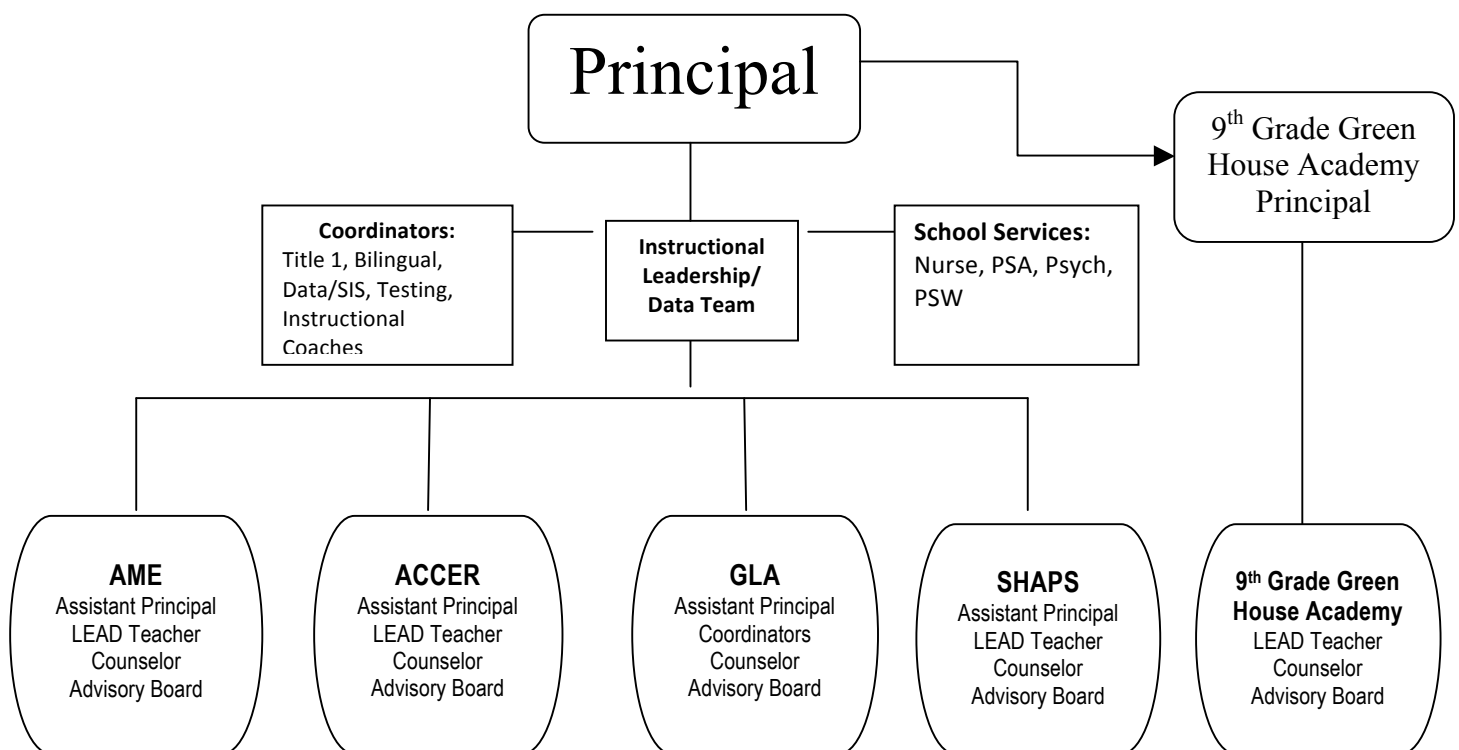 Principal
9th Grade Green
House Academy
Principal
Coordinators:
Title 1, Bilingual,
Data/SIS, Testing,
Instructional
Coaches
Instructional
Leadership/
Data Team
School Services:
Nurse, PSA, Psych,
PSW
AME
Assistant Principal
LEAD Teacher
Counselor
Advisory Board
ACCER
Assistant Principal
LEAD Teacher
Counselor
Advisory Board
GLA
Assistant Principal
Coordinators
Counselor
Advisory Board
SHAPS
Assistant Principal
LEAD Teacher
Counselor
Advisory Board
9th Grade Green
House Academy
LEAD Teacher
Counselor
Advisory Board